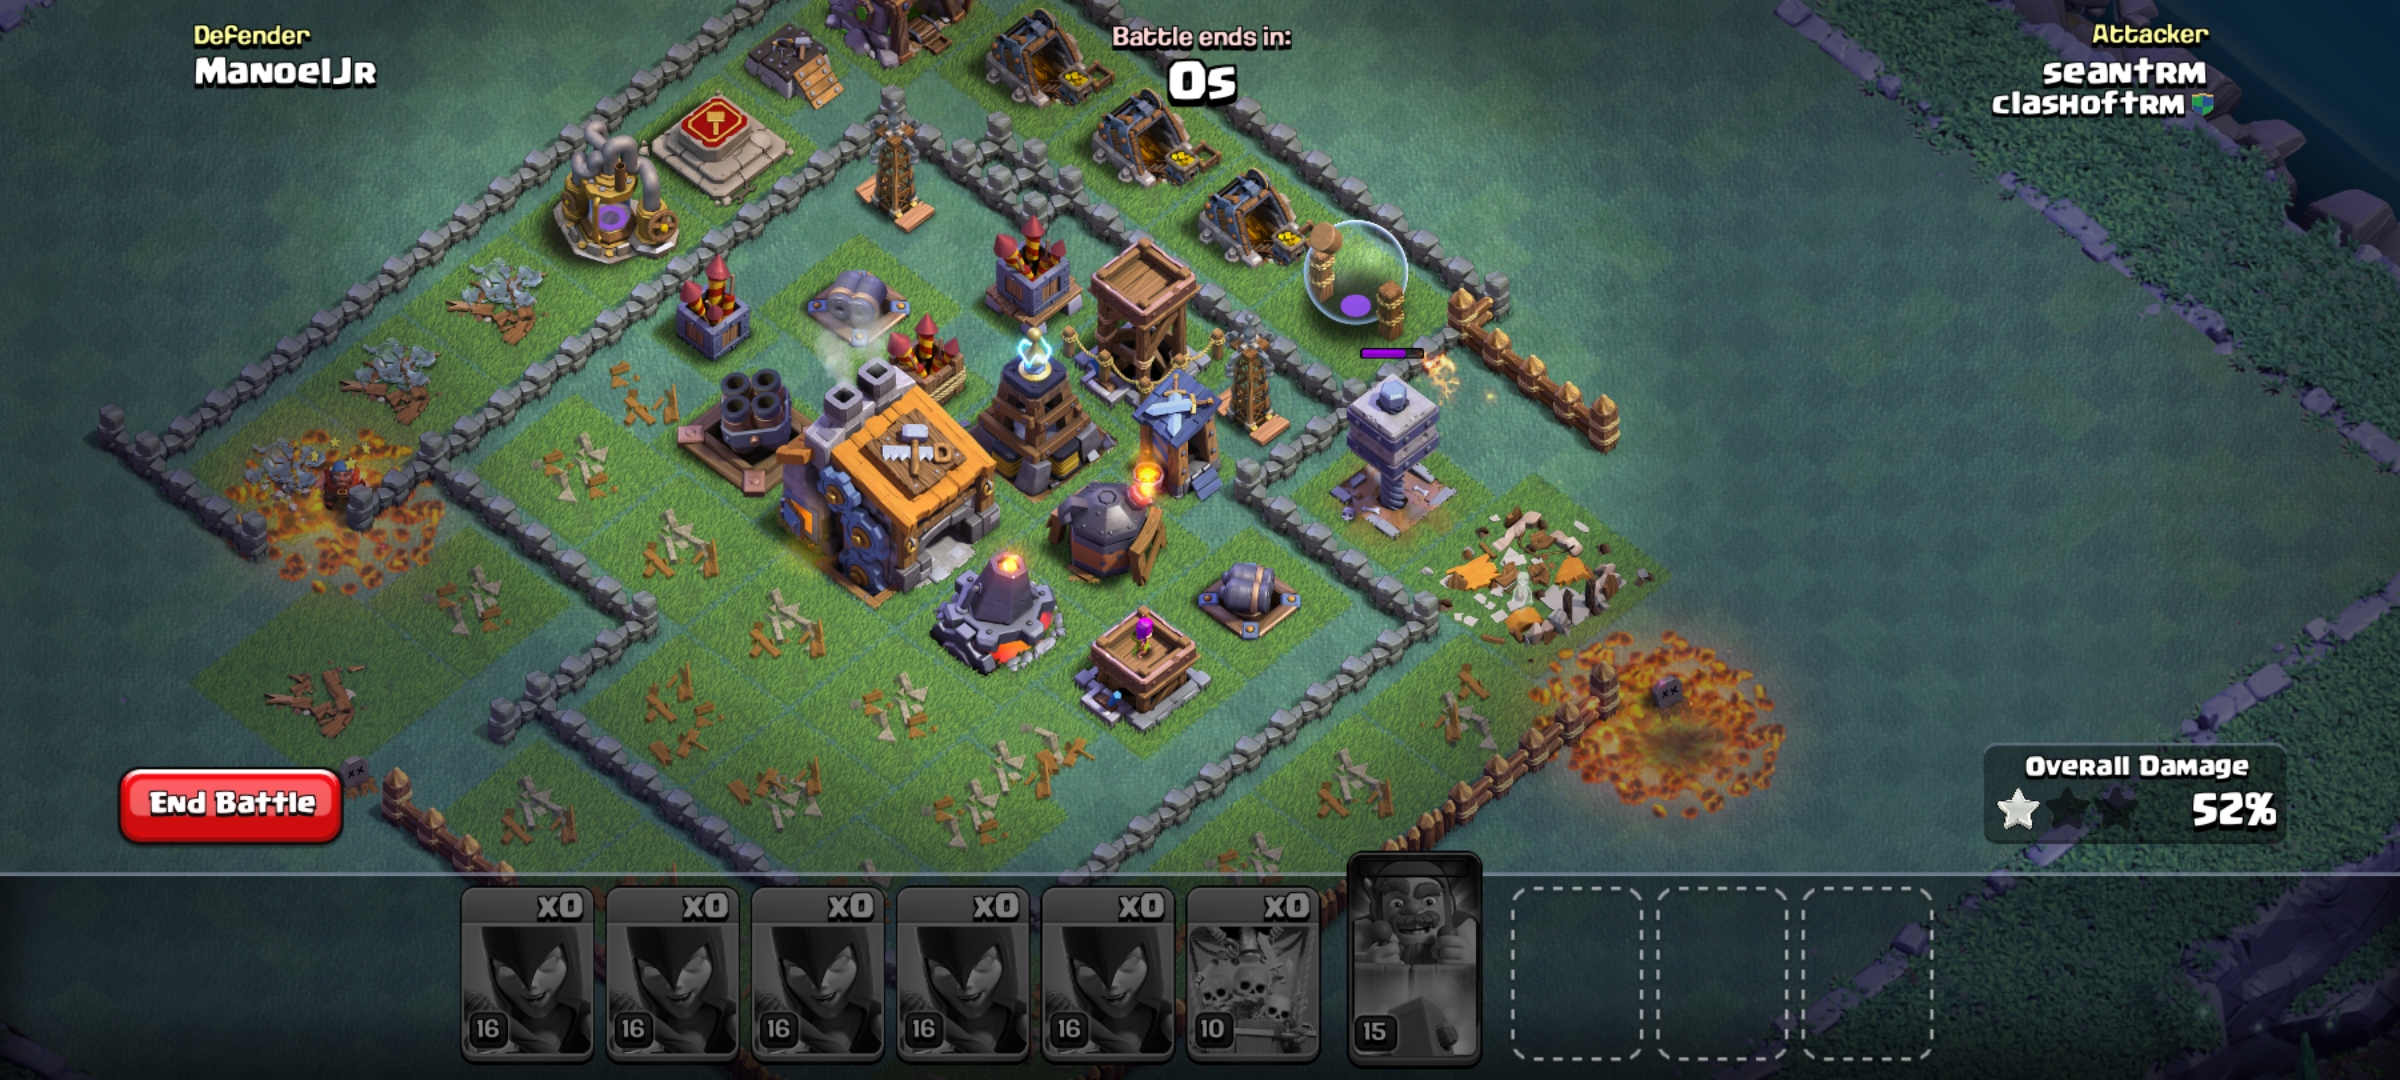 Defender
ManoelJr
Battle ends in:
0s
Attacker
seantRM
clashoftRM
End Battle
Overall Damage
52%
x0
x0
x0
x0
x0
x0
16
16
16
16
16
10
15